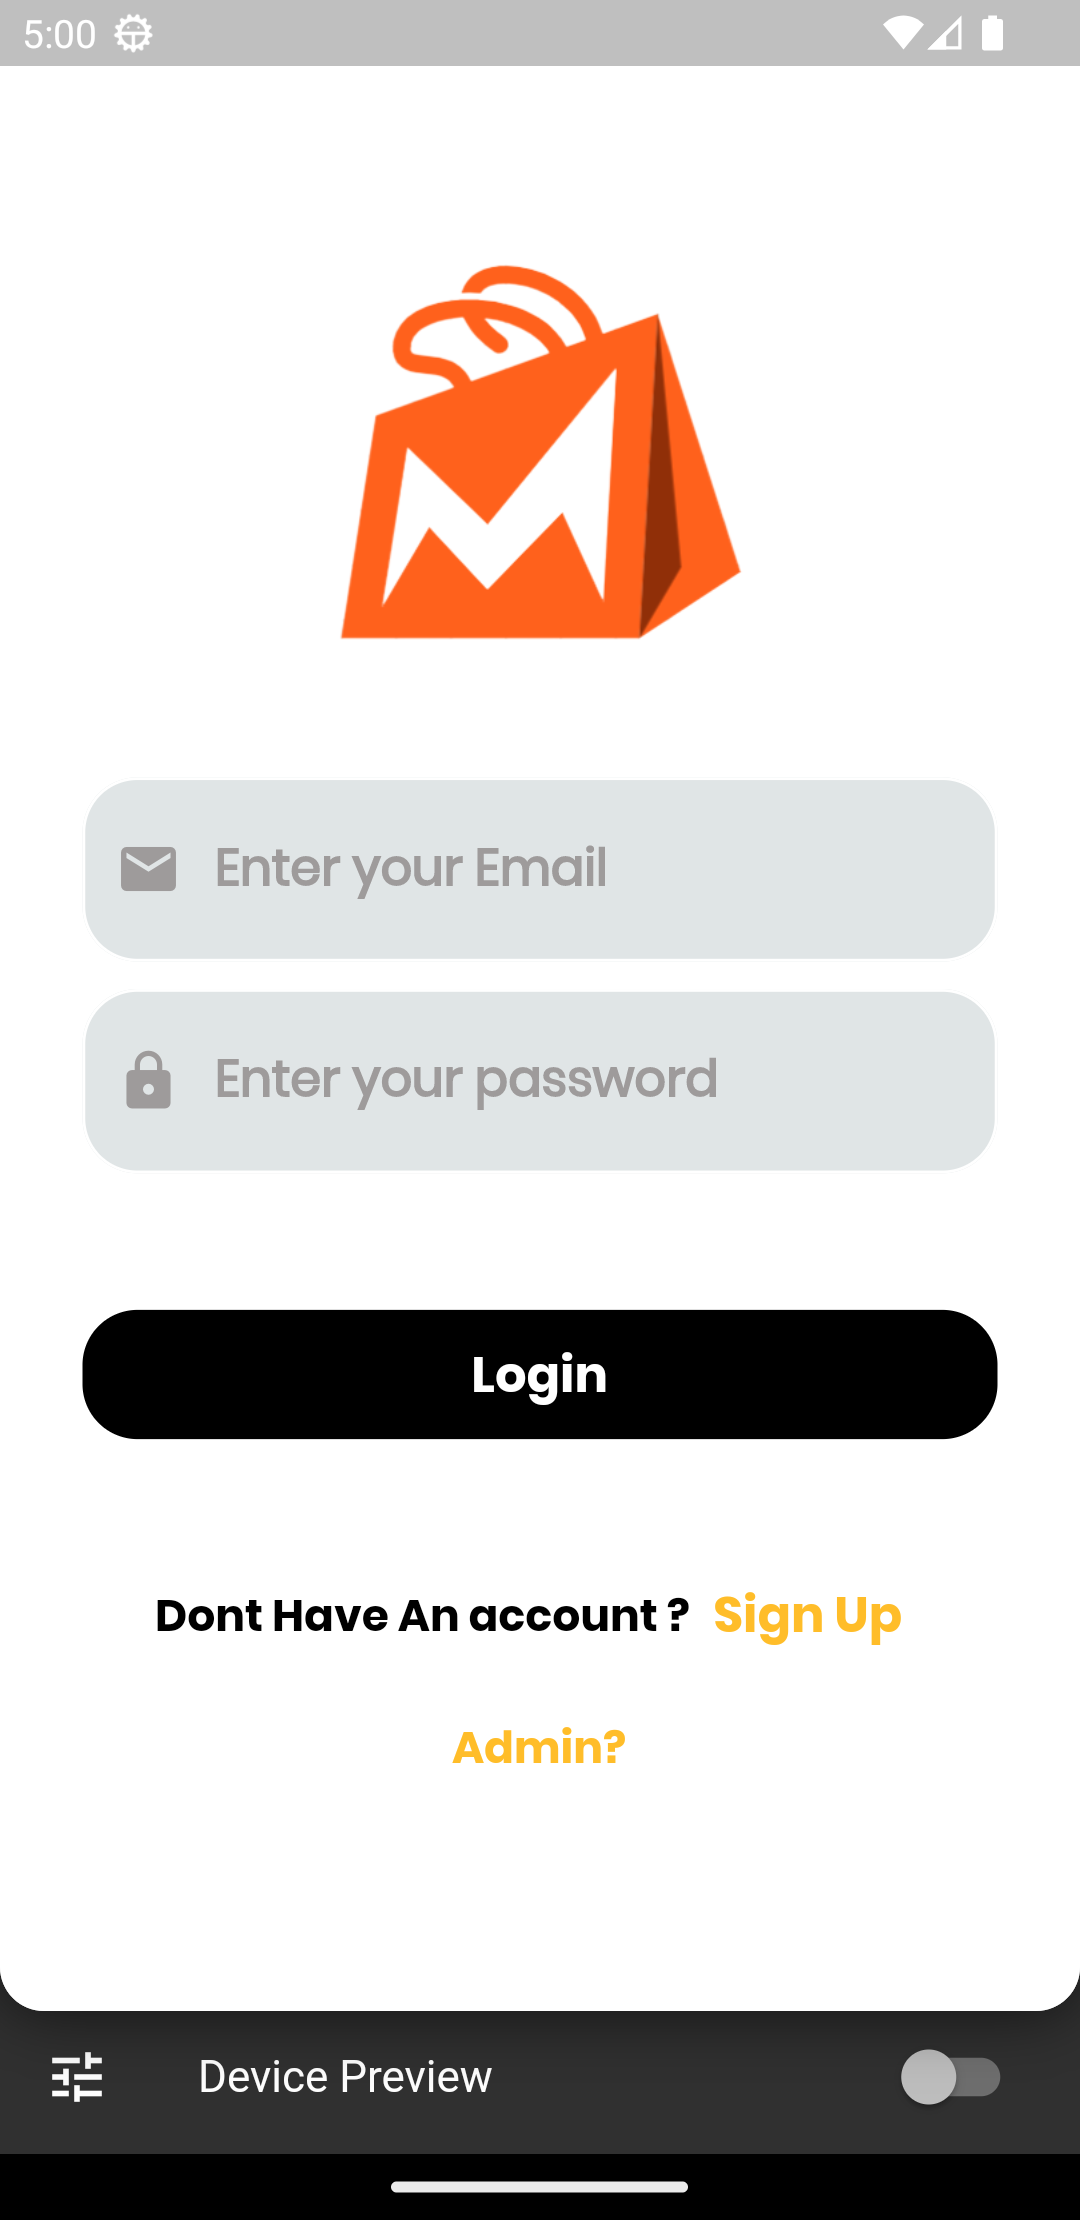 5:00
Enter your Email
Enter your password
Login
Dont Have An account ? Sign Up
Admin?
Device Preview